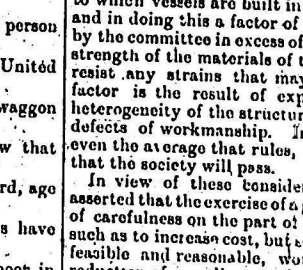 person
United
waggon
w that
rd, age
s have
to which vessels are built in
and in doing this a factor of
by the committee in excess of
strength of the materials of t
resist any strains that may
factor is the result of exp
heterogeneity of the structur
defects of workmanship. I
even the average that rules,
that the society will pass.
In view of these conside
asserted that the exercise of a
of carefulness on the part of
such as to increase cost, but
feasible and reasonable, wo